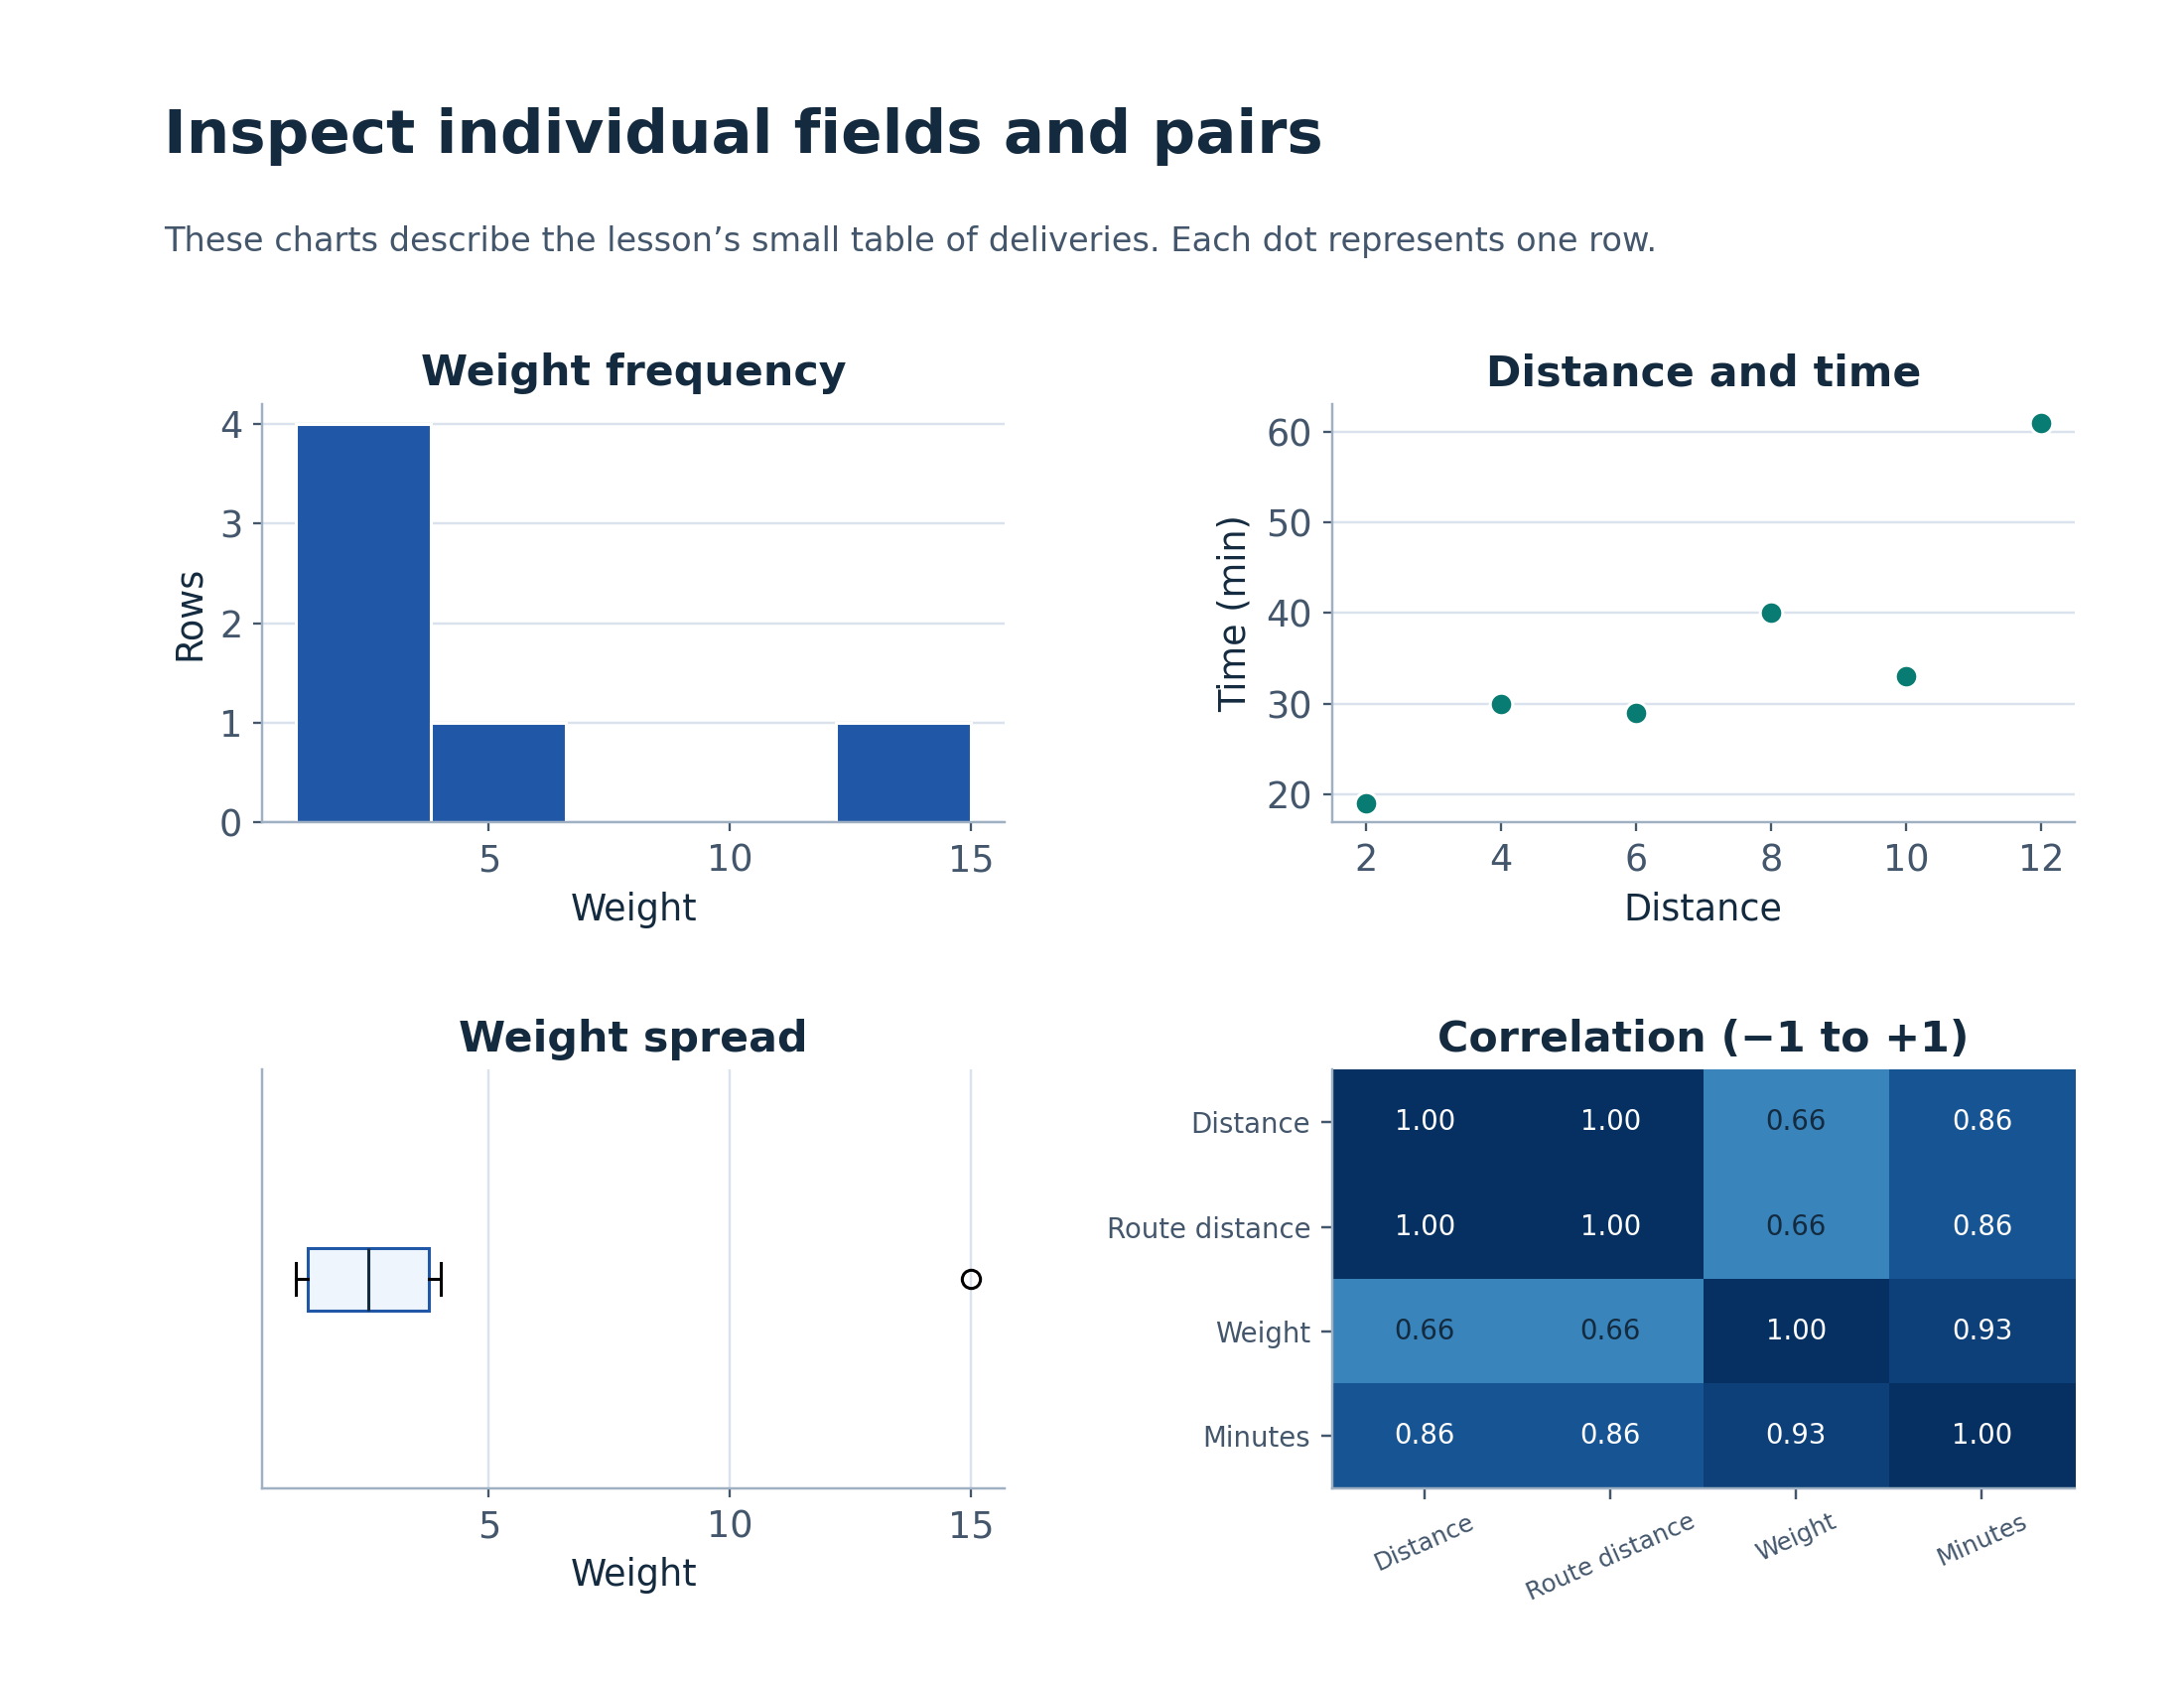 Inspect individual fields and pairs
These charts describe the lesson’s small table of deliveries. Each dot represents one row.
Weight frequency
4
3
2
1
0
Rows
5 10 15
Weight
Distance and time
60
50
40
30
20
Time (min)
2 4 6 8 10 12
Distance
Weight spread
5 10 15
Weight
Correlation (−1 to +1)
Distance 1.00 1.00 0.66 0.86
Route distance 1.00 1.00 0.66 0.86
Weight 0.66 0.66 1.00 0.93
Minutes 0.86 0.86 0.93 1.00
Distance Route distance Weight Minutes